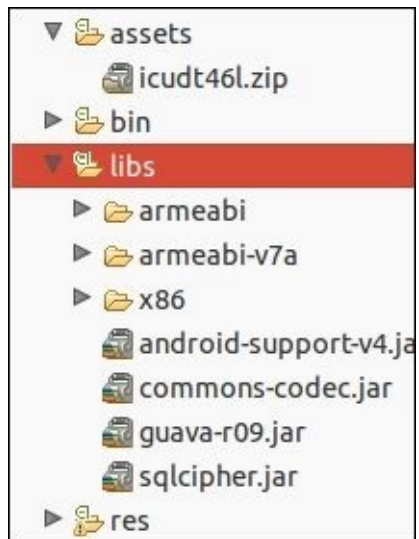 assets
icudt46l.zip
bin
libs
armeabi
armeabi-v7a
x86
android-support-v4.ja
commons-codec.jar
guava-r09.jar
sqlcipher.jar
res